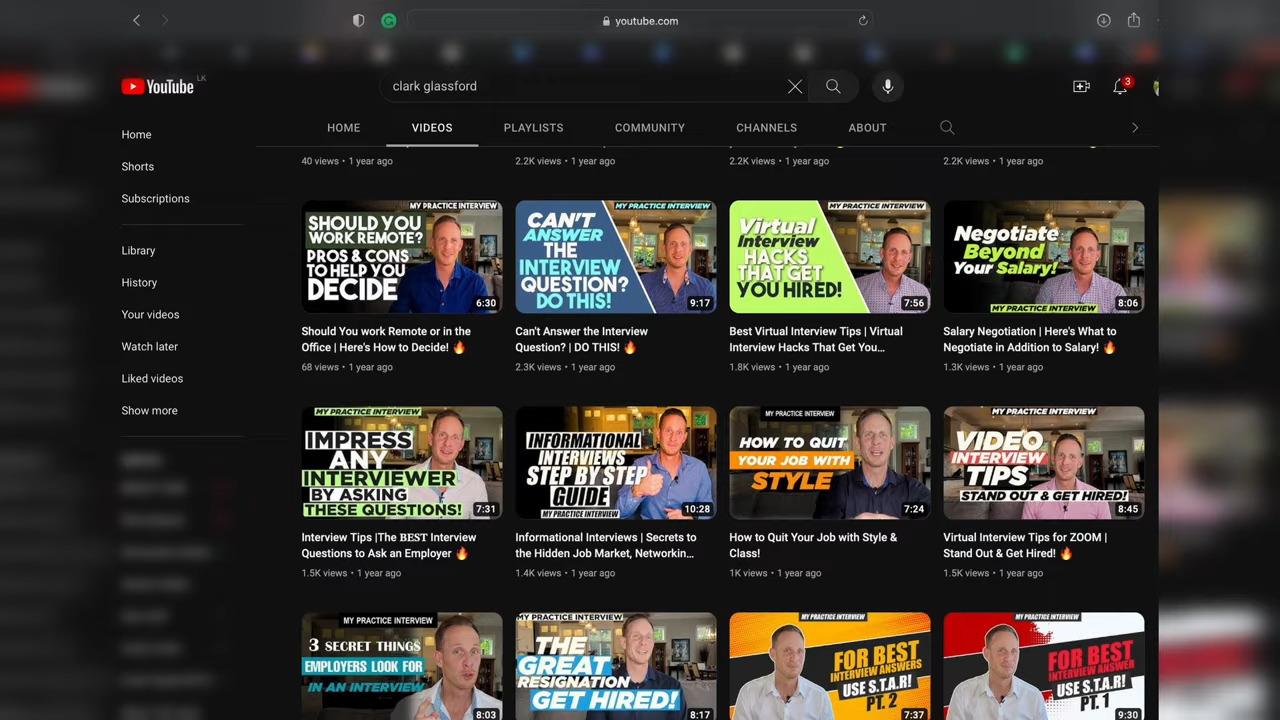 youtube.com
YouTube LK
clark glassford
3
Home
Shorts
Subscriptions
Library
History
Your videos
Watch later
Liked videos
Show more
HOME
VIDEOS
PLAYLISTS
COMMUNITY
CHANNELS
ABOUT
40 views • 1 year ago
2.2K views • 1 year ago
2.2K views • 1 year ago
2.2K views • 1 year ago
MY PRACTICE INTERVIEW
SHOULD YOU
WORK REMOTE?
PROS & CONS
TO HELP YOU
DECIDE
6:30
Should You work Remote or in the
Office | Here's How to Decide! 🔥
68 views • 1 year ago
MY PRACTICE INTERVIEW
CAN'T
ANSWER
THE
INTERVIEW
QUESTION?
DO THIS!
9:17
Can't Answer the Interview
Question? | DO THIS! 🔥
2.3K views • 1 year ago
MY PRACTICE INTERVIEW
Virtual
Interview
HACKS
THAT GET
YOU HIRED!
7:56
Best Virtual Interview Tips | Virtual
Interview Hacks That Get You...
1.8K views • 1 year ago
Negotiate
Beyond
Your Salary!
MY PRACTICE INTERVIEW
8:06
Salary Negotiation | Here's What to
Negotiate in Addition to Salary! 🔥
1.3K views • 1 year ago
MY PRACTICE INTERVIEW
IMPRESS
ANY
INTERVIEWER
BY ASKING
THESE QUESTIONS!
7:31
Interview Tips |The BEST Interview
Questions to Ask an Employer 🔥
1.5K views • 1 year ago
INFORMATIONAL
INTERVIEWS
STEP BY STEP
GUIDE
MY PRACTICE INTERVIEW
10:28
Informational Interviews | Secrets to
the Hidden Job Market, Networkin...
1.4K views • 1 year ago
MY PRACTICE INTERVIEW
HOW TO QUIT
YOUR JOB WITH
STYLE
7:24
How to Quit Your Job with Style &
Class!
1K views • 1 year ago
MY PRACTICE INTERVIEW
VIDEO
INTERVIEW
TIPS
STAND OUT & GET HIRED!
8:45
Virtual Interview Tips for ZOOM |
Stand Out & Get Hired! 🔥
1.5K views • 1 year ago
MY PRACTICE INTERVIEW
3 SECRET THINGS
EMPLOYERS LOOK FOR
IN AN INTERVIEW
8:03
MY PRACTICE INTERVIEW
THE
GREAT
RESIGNATION
GET HIRED!
8:17
MY PRACTICE INTERVIEW
FOR BEST
INTERVIEW ANSWERS
USE S.T.A.R!
PT. 2
7:37
MY PRACTICE INTERVIEW
FOR BEST
INTERVIEW ANSWER
USE S.T.A.R!
PT. 1
9:30